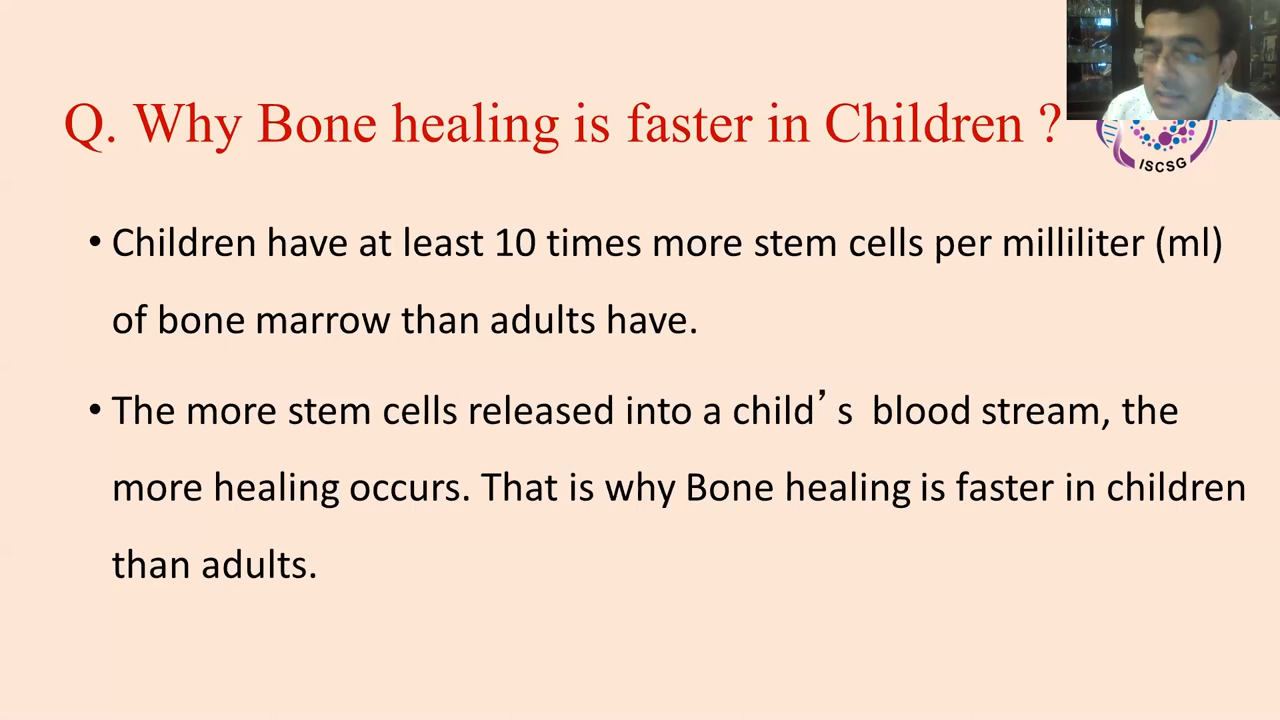 Q. Why Bone healing is faster in Children ?
ISCSG
• Children have at least 10 times more stem cells per milliliter (ml)
of bone marrow than adults have.
• The more stem cells released into a child’s blood stream, the
more healing occurs. That is why Bone healing is faster in children
than adults.